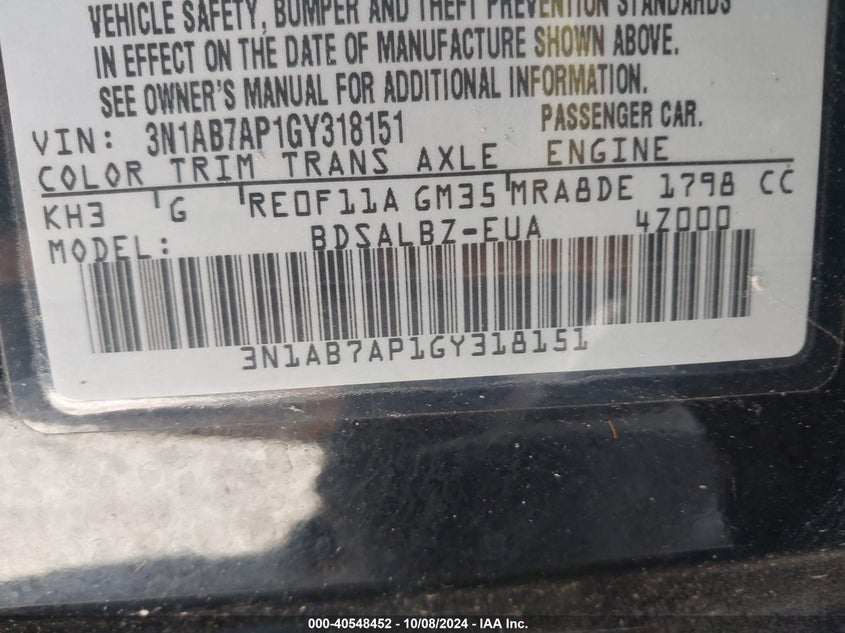 VEHICLE SAFETY, BUMPER AND THEFT PREVENTION STANDARDS
IN EFFECT ON THE DATE OF MANUFACTURE SHOWN ABOVE.
SEE OWNER'S MANUAL FOR ADDITIONAL INFORMATION.
VIN: 3N1AB7AP1GY318151 PASSENGER CAR.
COLOR TRIM TRANS AXLE ENGINE
KH3 G RE0F11A GM35 MRA8DE 1798 CC
MODEL: BDSALBZ-EUA 4Z000
3N1AB7AP1GY318151
000-40548452 - 10/08/2024 - IAA Inc.